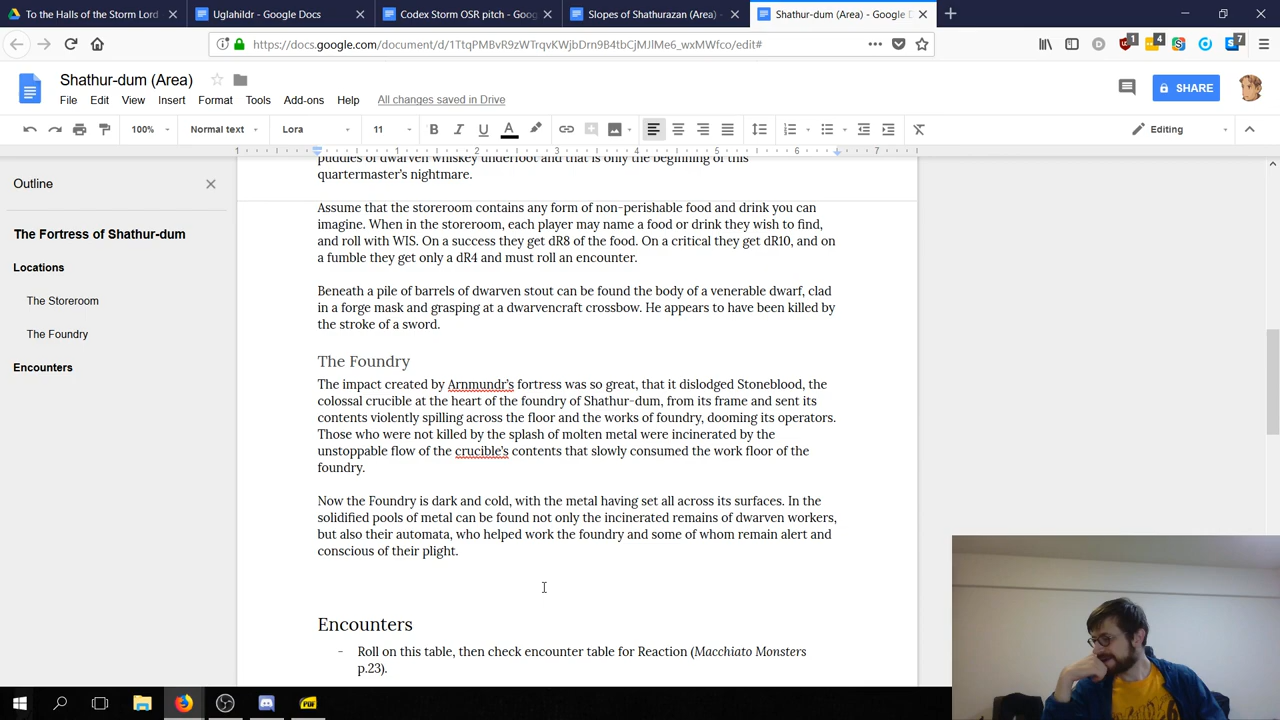 To the Halls of the Storm Lord
Uglahildr - Google Docs
Codex Storm OSR pitch - Goog
Slopes of Shathurazan (Area) -
Shathur-dum (Area) - Google D
https://docs.google.com/document/d/1TtqPMBvR9zWTrqvKWjbDrn9B4tbCjMJlMe6_wxMWfco/edit#
1
4
7
Shathur-dum (Area)
File Edit View Insert Format Tools Add-ons Help All changes saved in Drive
SHARE
100% Normal text Lora 11 B I U A Editing
1 1 2 3 4 5 6 7
Outline
The Fortress of Shathur-dum
Locations
The Storeroom
The Foundry
Encounters
puddles of dwarven whiskey underfoot and that is only the beginning of this
quartermaster's nightmare.
Assume that the storeroom contains any form of non-perishable food and drink you can
imagine. When in the storeroom, each player may name a food or drink they wish to find,
and roll with WIS. On a success they get dR8 of the food. On a critical they get dR10, and on
a fumble they get only a dR4 and must roll an encounter.
Beneath a pile of barrels of dwarven stout can be found the body of a venerable dwarf, clad
in a forge mask and grasping at a dwarvencraft crossbow. He appears to have been killed by
the stroke of a sword.
The Foundry
The impact created by Arnmundr's fortress was so great, that it dislodged Stoneblood, the
colossal crucible at the heart of the foundry of Shathur-dum, from its frame and sent its
contents violently spilling across the floor and the works of foundry, dooming its operators.
Those who were not killed by the splash of molten metal were incinerated by the
unstoppable flow of the crucible's contents that slowly consumed the work floor of the
foundry.
Now the Foundry is dark and cold, with the metal having set all across its surfaces. In the
solidified pools of metal can be found not only the incinerated remains of dwarven workers,
but also their automata, who helped work the foundry and some of whom remain alert and
conscious of their plight.
Encounters
- Roll on this table, then check encounter table for Reaction (Macchiato Monsters
p.23).
PDF